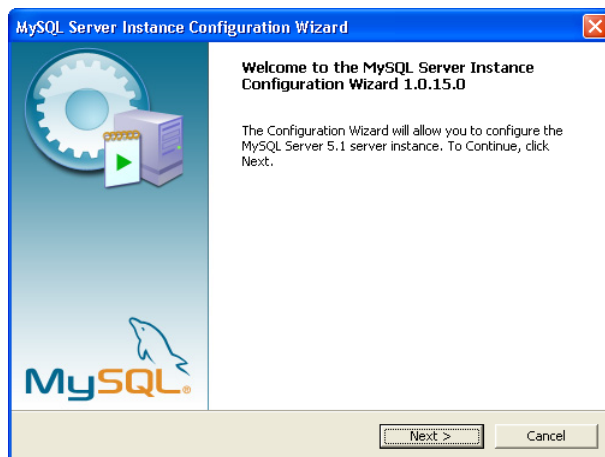 MySQL Server Instance Configuration Wizard
Welcome to the MySQL Server Instance
Configuration Wizard 1.0.15.0
The Configuration Wizard will allow you to configure the
MySQL Server 5.1 server instance. To Continue, click
Next.
MySQL®
Next >
Cancel